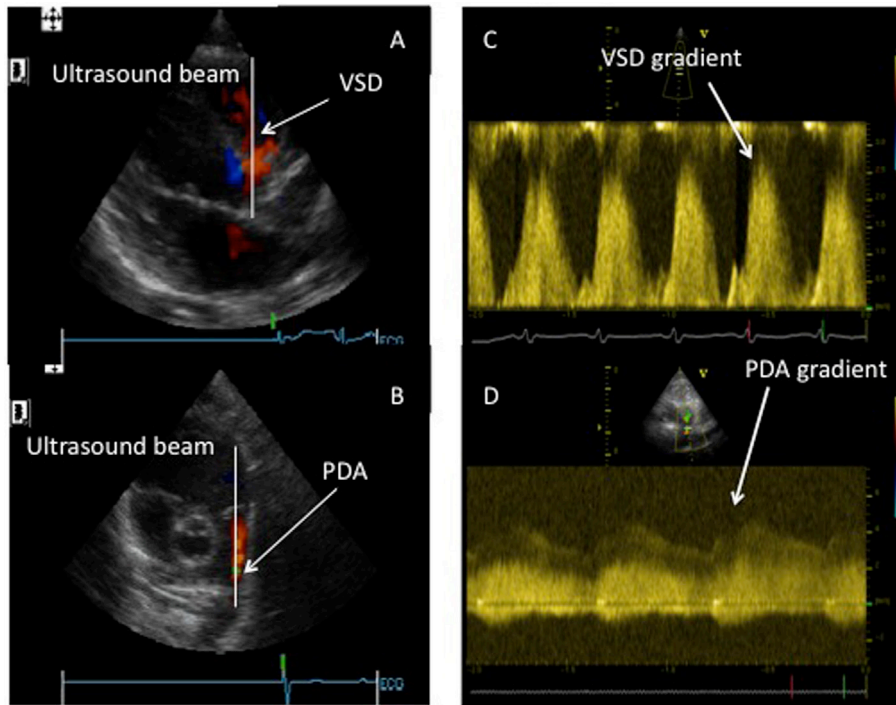 A
Ultrasound beam
VSD
ECG
C
V
VSD gradient
B
Ultrasound beam
PDA
ECG
D
V
PDA gradient